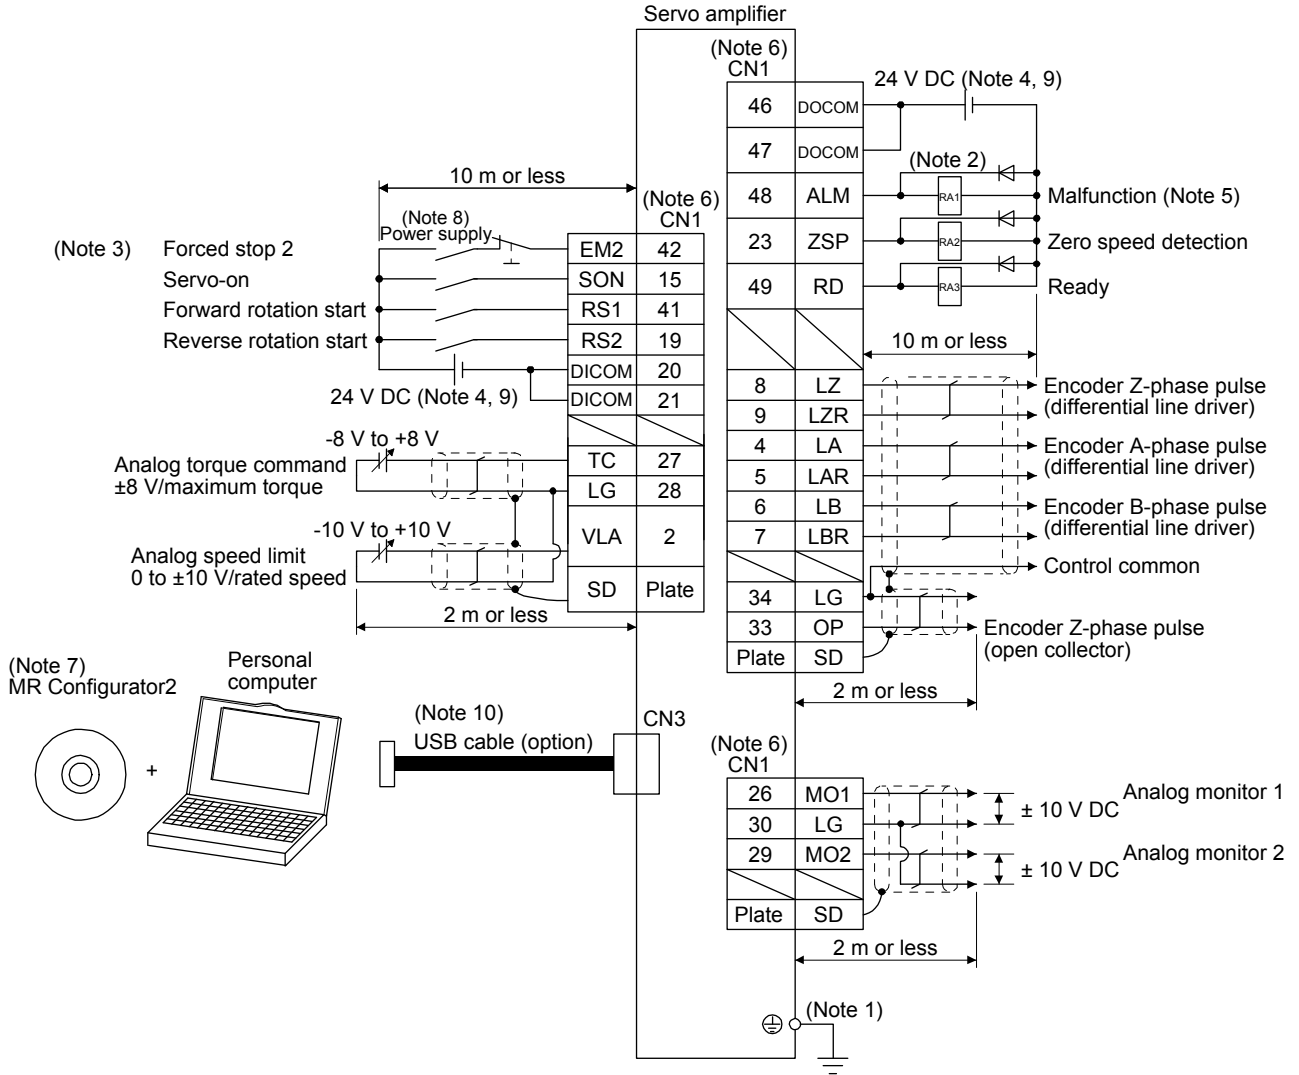 Servo amplifier
(Note 6)
CN1
24 V DC (Note 4, 9)
46 DOCOM
47 DOCOM
(Note 2)
48 ALM RA1 Malfunction (Note 5)
23 ZSP RA2 Zero speed detection
49 RD RA3 Ready
10 m or less
8 LZ Encoder Z-phase pulse
(differential line driver)
9 LZR
4 LA Encoder A-phase pulse
(differential line driver)
5 LAR
6 LB Encoder B-phase pulse
(differential line driver)
7 LBR
Control common
34 LG
33 OP Encoder Z-phase pulse
(open collector)
Plate SD
2 m or less
10 m or less
(Note 6)
CN1
(Note 8)
Power supply
(Note 3) Forced stop 2 EM2 42
Servo-on SON 15
Forward rotation start RS1 41
Reverse rotation start RS2 19
DICOM 20
24 V DC (Note 4, 9) DICOM 21
-8 V to +8 V
Analog torque command
±8 V/maximum torque
TC 27
LG 28
-10 V to +10 V
Analog speed limit
0 to ±10 V/rated speed
VLA 2
SD Plate
2 m or less
(Note 7)
MR Configurator2
+
Personal
computer
(Note 10)
USB cable (option)
CN3
(Note 6)
CN1
26 MO1 Analog monitor 1
± 10 V DC
30 LG
29 MO2 Analog monitor 2
± 10 V DC
Plate SD
2 m or less
(Note 1)